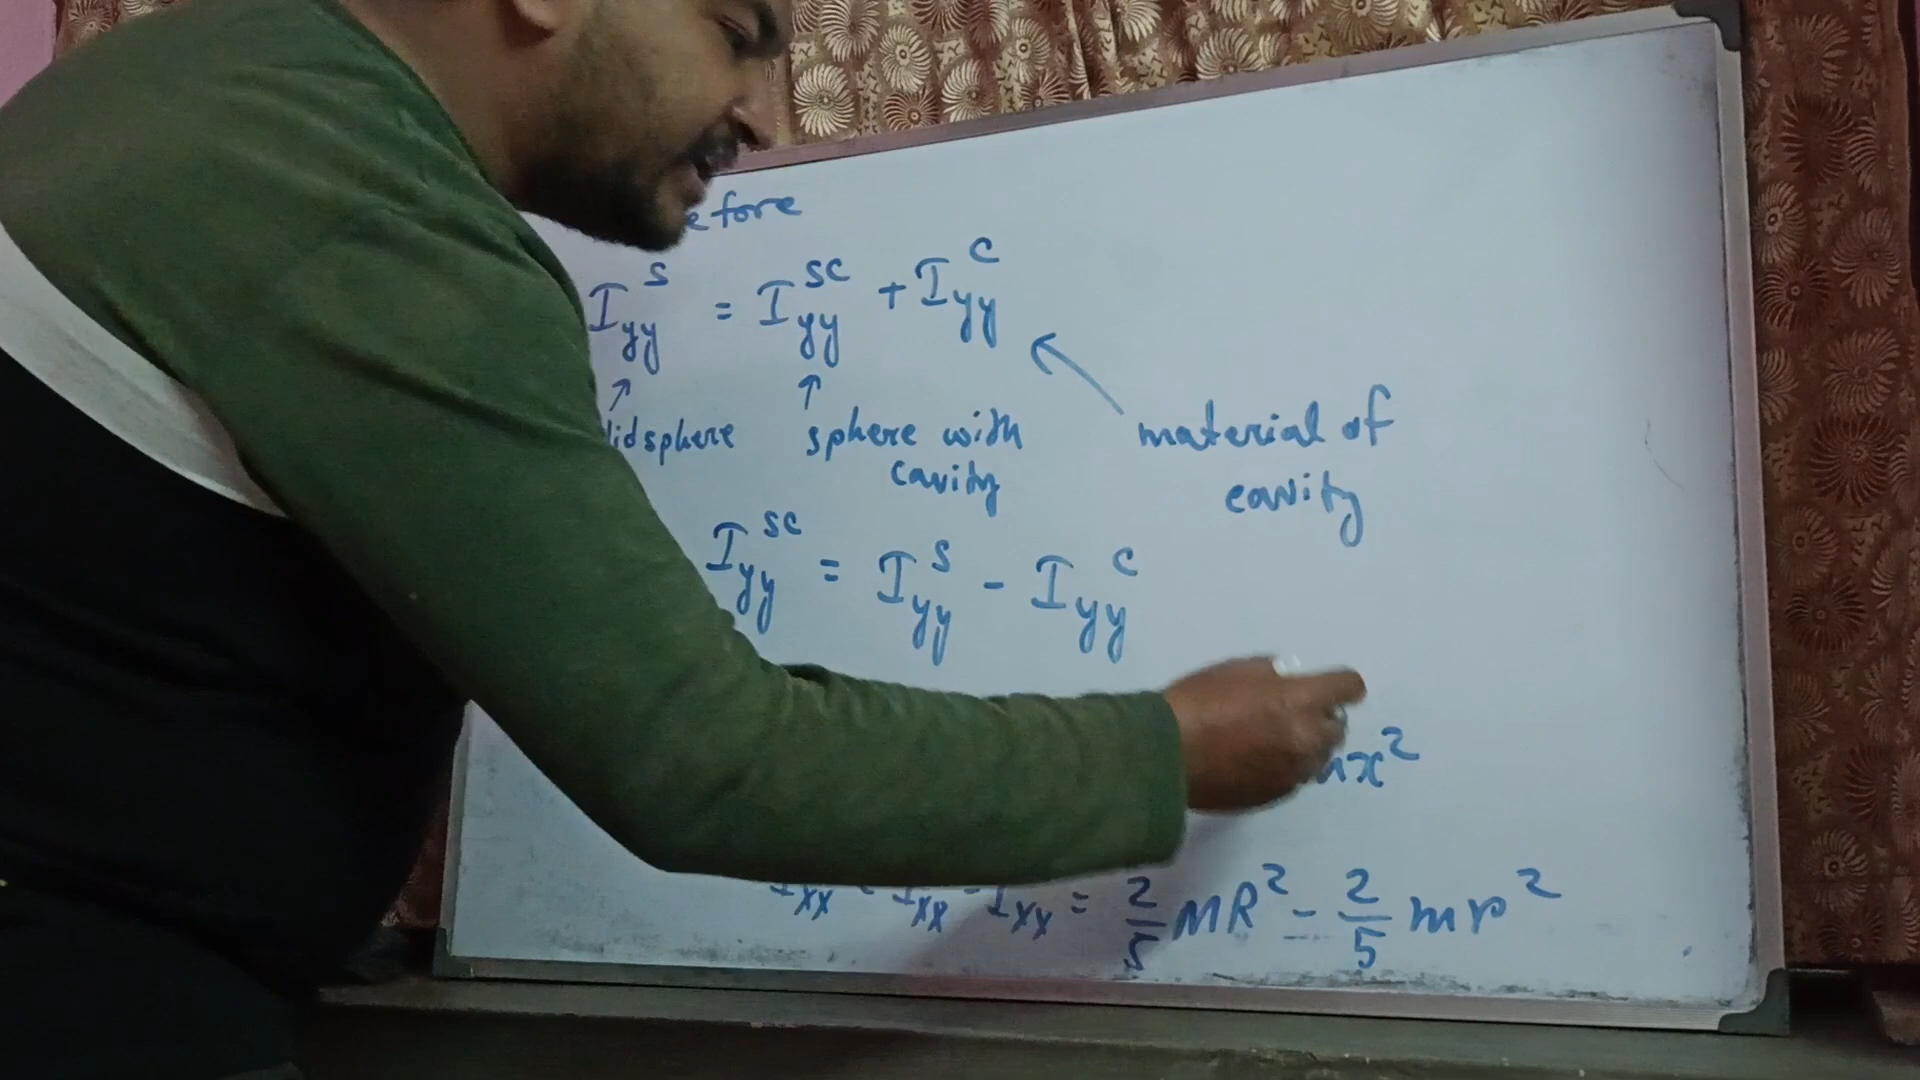 efore
I_yy^S = I_yy^SC + I_yy^C
↑ ↑
lid sphere sphere with cavity
material of cavity
I_yy^SC = I_yy^S - I_yy^C
x²
I_xx = I_xx - I_xx = 2/5 MR² - 2/5 mr²